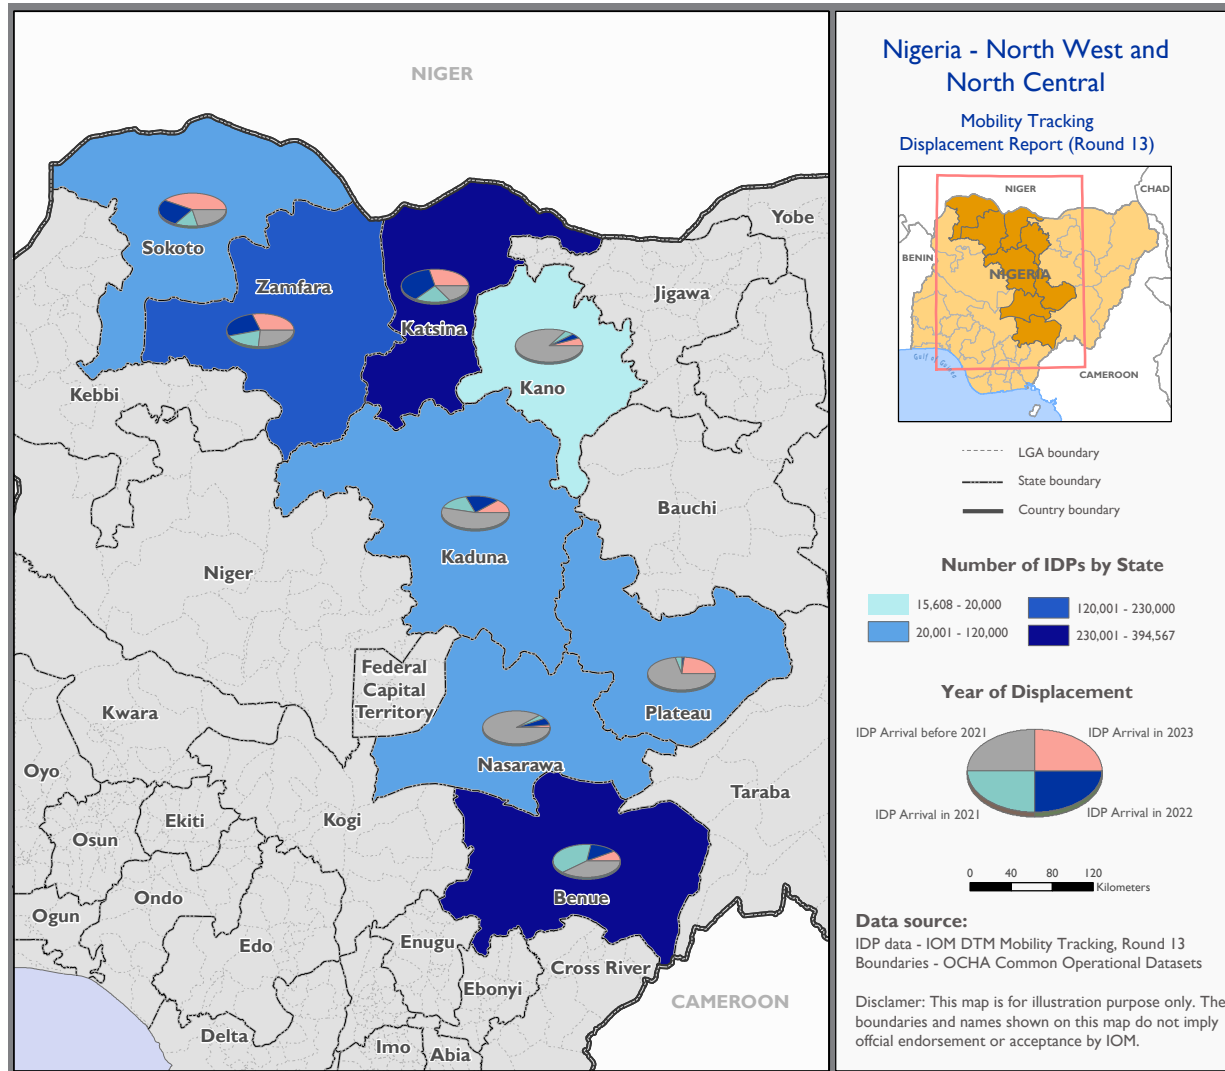 NIGER
Yobe
Sokoto
Zamfara
Jigawa
Katsina
Kano
Kebbi
Bauchi
Kaduna
Niger
Federal
Capital
Territory
Kwara
Plateau
Nasarawa
Oyo
Taraba
Ekiti
Kogi
Osun
Benue
Ondo
Ogun
Edo
Enugu
Cross River
Ebonyi
CAMEROON
Delta
Imo
Abia
Nigeria - North West and
North Central
Mobility Tracking
Displacement Report (Round 13)
NIGER
CHAD
BENIN
NIGERIA
Gulf of Guinea
CAMEROON
LGA boundary
State boundary
Country boundary
Number of IDPs by State
15,608 - 20,000
120,001 - 230,000
20,001 - 120,000
230,001 - 394,567
Year of Displacement
IDP Arrival before 2021
IDP Arrival in 2023
IDP Arrival in 2021
IDP Arrival in 2022
0 40 80 120
Kilometers
Data source:
IDP data - IOM DTM Mobility Tracking, Round 13
Boundaries - OCHA Common Operational Datasets
Disclamer: This map is for illustration purpose only. The
boundaries and names shown on this map do not imply
offcial endorsement or acceptance by IOM.